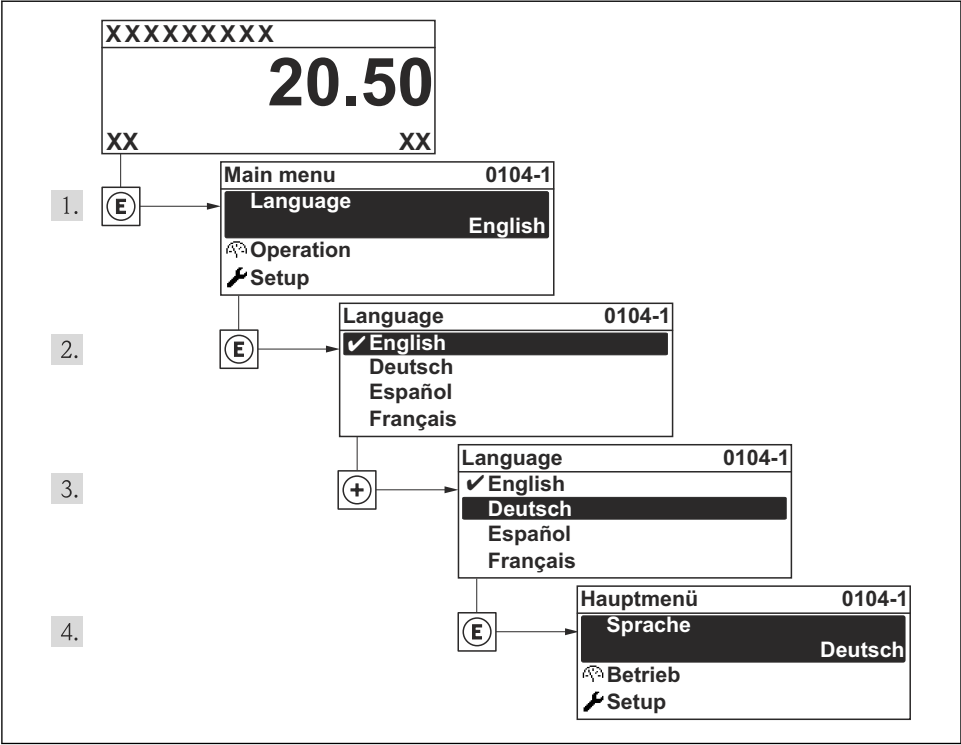 XXXXXXXXX
20.50
XX XX
1.
E
Main menu 0104-1
Language
English
Operation
Setup
2.
E
Language 0104-1
✔ English
Deutsch
Español
Français
3.
+
Language 0104-1
✔ English
Deutsch
Español
Français
4.
E
Hauptmenü 0104-1
Sprache
Deutsch
Betrieb
Setup